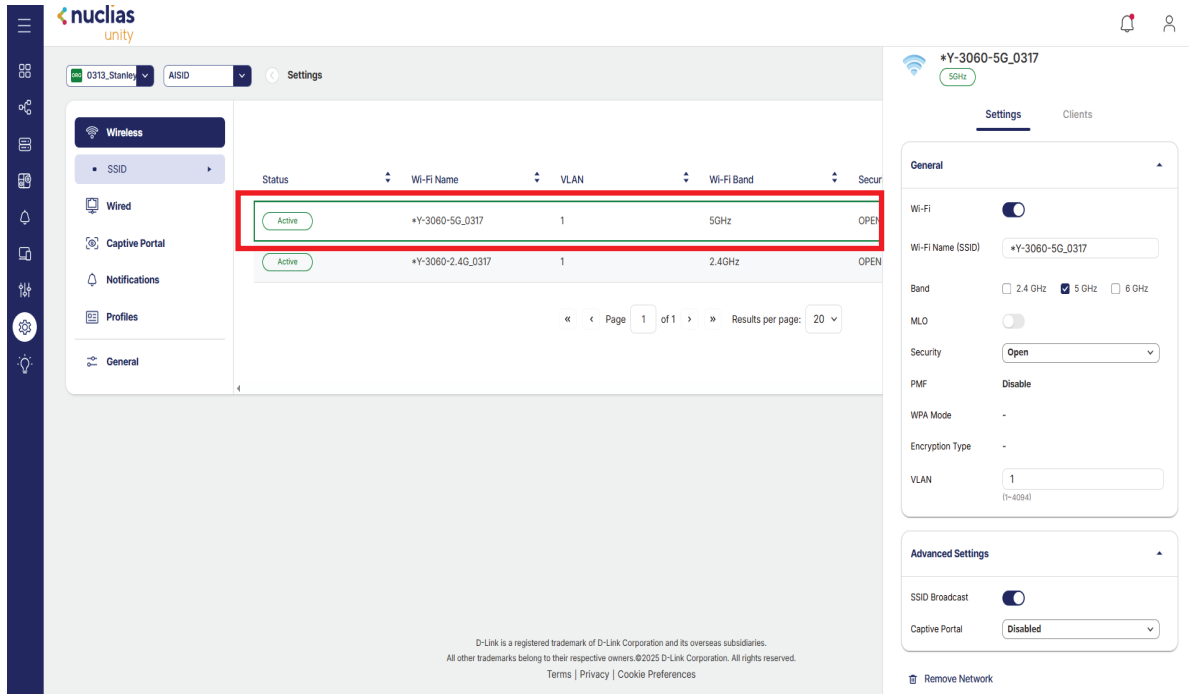 nuclias
unity
ORG 0313_Stanley
AISID
Settings
Wireless
SSID
Wired
Captive Portal
Notifications
Profiles
General
Status Wi-Fi Name VLAN Wi-Fi Band Secur
Active *Y-3060-5G_0317 1 5GHz OPEN
Active *Y-3060-2.4G_0317 1 2.4GHz OPEN
« ‹ Page 1 of 1 › » Results per page: 20
D-Link is a registered trademark of D-Link Corporation and its overseas subsidiaries.
All other trademarks belong to their respective owners.©2025 D-Link Corporation. All rights reserved.
Terms | Privacy | Cookie Preferences
*Y-3060-5G_0317
5GHz
Settings Clients
General
Wi-Fi
Wi-Fi Name (SSID) *Y-3060-5G_0317
Band 2.4 GHz 5 GHz 6 GHz
MLO
Security Open
PMF Disable
WPA Mode -
Encryption Type -
VLAN 1
(1~4094)
Advanced Settings
SSID Broadcast
Captive Portal Disabled
Remove Network